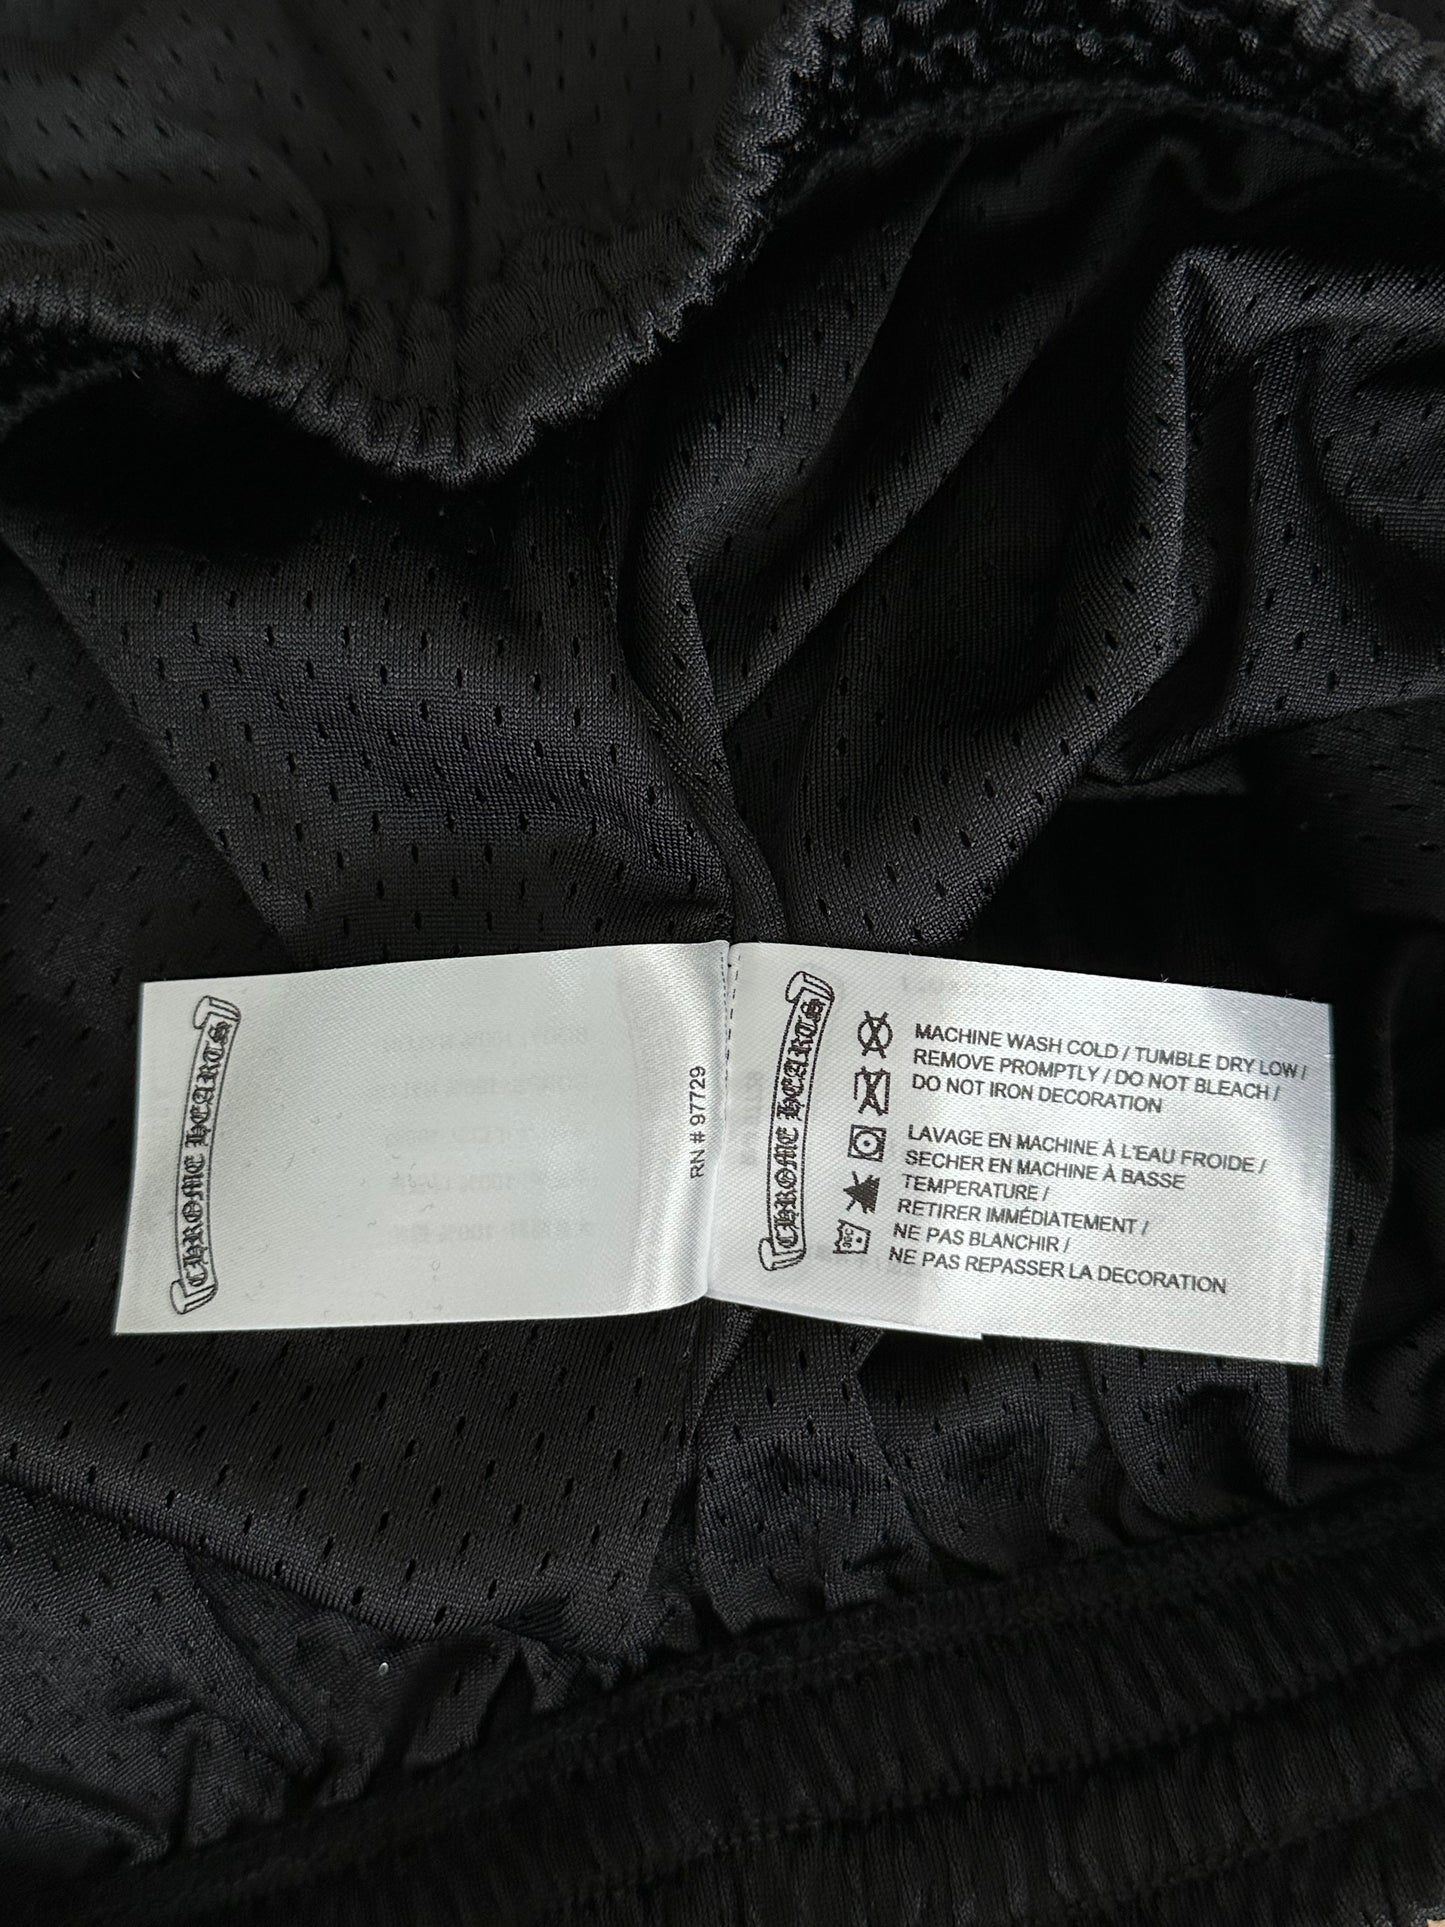 CHROME HEARTS
RN # 97729
CHROME HEARTS
MACHINE WASH COLD / TUMBLE DRY LOW /
REMOVE PROMPTLY / DO NOT BLEACH /
DO NOT IRON DECORATION
LAVAGE EN MACHINE À L'EAU FROIDE /
SECHER EN MACHINE À BASSE
TEMPERATURE /
RETIRER IMMÉDIATEMENT /
NE PAS BLANCHIR /
NE PAS REPASSER LA DECORATION
30C